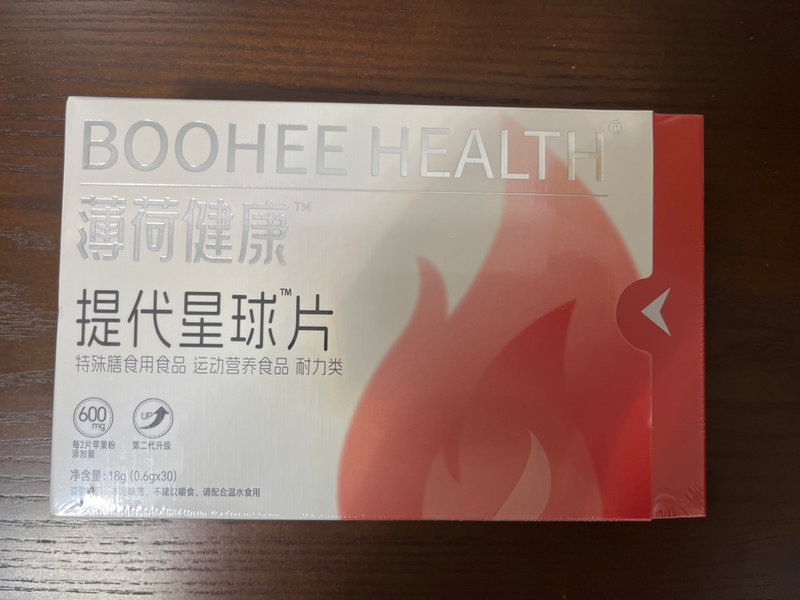 BOOHEE HEALTH®
薄荷健康™
提代星球™片
特殊膳食用食品 运动营养食品 耐力类
600
mg
UP
每2片苹果粉
添加量
第二代升级
净含量：18g（0.6gx30）
不建议嚼食，请配合温水食用